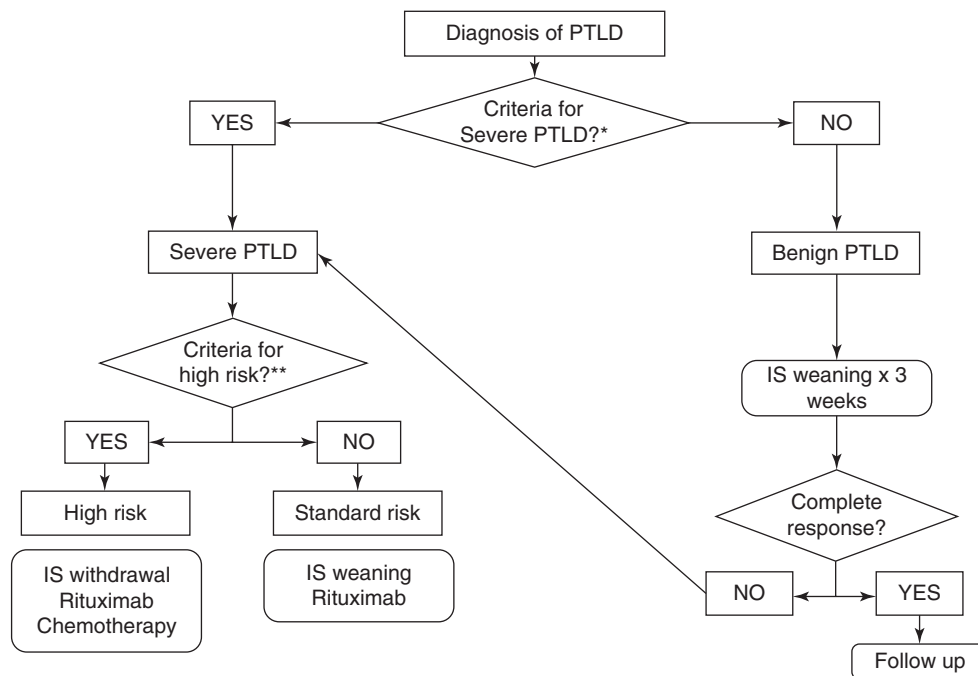 Diagnosis of PTLD
Criteria for
Severe PTLD?*
YES
NO
Severe PTLD
Benign PTLD
Criteria for
high risk?**
IS weaning x 3
weeks
YES
NO
High risk
Standard risk
Complete
response?
IS withdrawal
Rituximab
Chemotherapy
IS weaning
Rituximab
NO
YES
Follow up